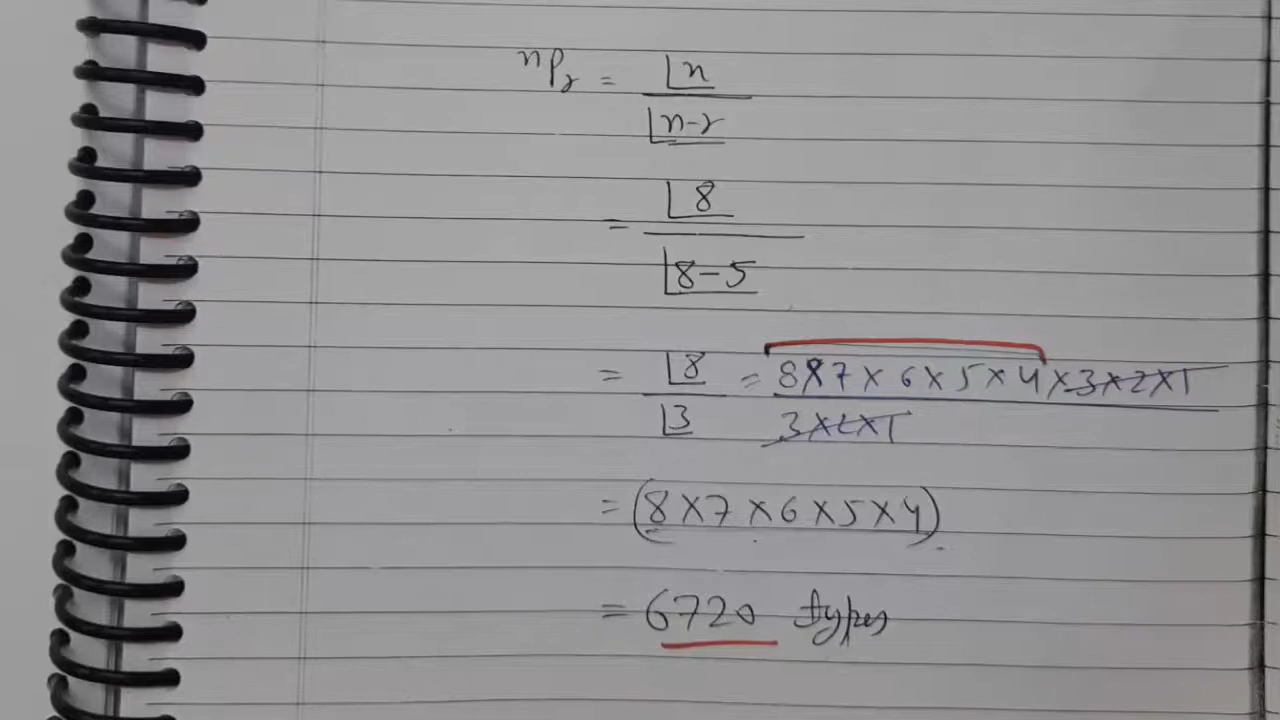 nPr = ⌊n
⌊n-r
= ⌊8
⌊8-5
= ⌊8 = 8×7×6×5×4×3×2×1
⌊3 3×2×1
= (8×7×6×5×4)
= 6720 types